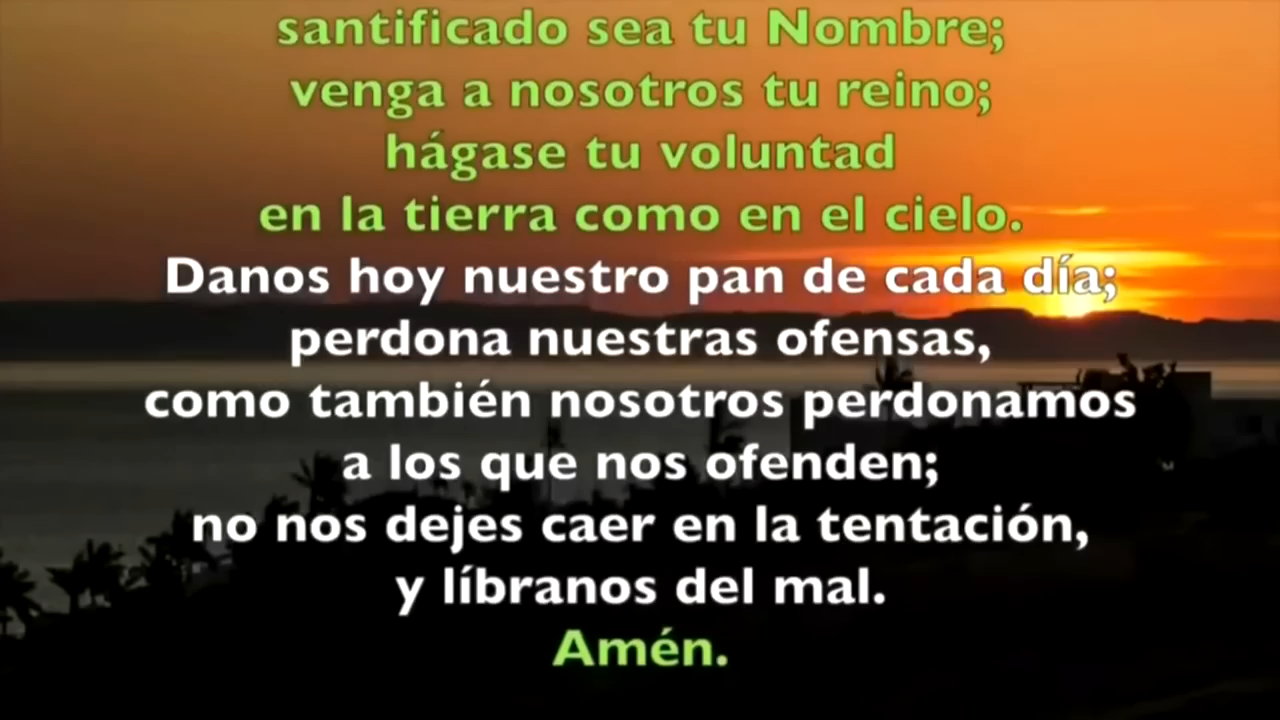 santificado sea tu Nombre;
venga a nosotros tu reino;
hágase tu voluntad
en la tierra como en el cielo.
Danos hoy nuestro pan de cada día;
perdona nuestras ofensas,
como también nosotros perdonamos
a los que nos ofenden;
no nos dejes caer en la tentación,
y líbranos del mal.
Amén.